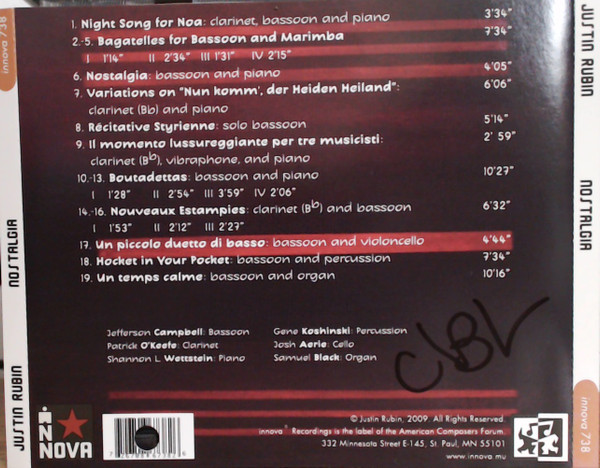 1. Night Song for Noa: clarinet, bassoon and piano 3'34"
2.-5. Bagatelles for Bassoon and Marimba 7'34"
I 1'14" II 2'34" III 1'31" IV 2'15"
6. Nostalgia: bassoon and piano 4'05"
7. Variations on "Nun komm', der Heiden Heiland": 6'06"
clarinet (Bb) and piano
8. Récitative Styrienne: solo bassoon 5'14"
9. Il momento lussureggiante per tre musicisti: 2' 59"
clarinet (Bb), vibraphone, and piano
10.-13. Boutadettas: bassoon and piano 10'27"
I 1'28" II 2'54" III 3'59" IV 2'06"
14.-16. Nouveaux Estampies: clarinet (Bb) and bassoon 6'32"
I 1'53" II 2'12" III 2'27"
17. Un piccolo duetto di basso: bassoon and violoncello 4'44"
18. Hocket in Your Pocket: bassoon and percussion 7'34"
19. Un temps calme: bassoon and organ 10'16"
Jefferson Campbell: Bassoon
Patrick O'Keefe: Clarinet
Shannon L. Wettstein: Piano
Gene Koshinski: Percussion
Josh Aerie: Cello
Samuel Black: Organ
© Justin Rubin, 2009. All Rights Reserved.
innova® Recordings is the label of the American Composers Forum.
332 Minnesota Street E-145, St. Paul, MN 55101
www.innova.mu
INNOVA
innova 738
NOSTALGIA
JUSTIN RUBIN
JUSTIN RUBIN
NOSTALGIA
innova 738